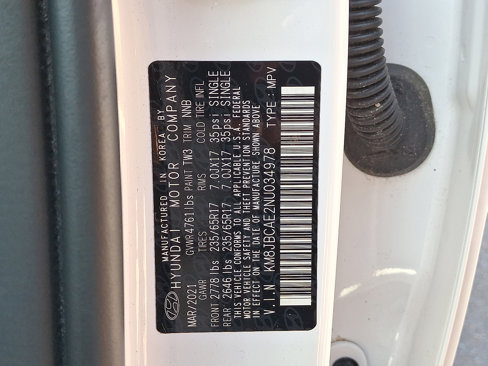 MANUFACTURED IN KOREA BY
HYUNDAI MOTOR COMPANY
GVWR 4761lbs PAINT TW3 TRIM NNB
MAR/2021 GAWR TIRES RMS COLD TIRE INFL
FRONT 2778 lbs 235/65R17 7.0JX17 35psi SINGLE
REAR 2646 lbs 235/65R17 7.0JX17 35psi SINGLE
THIS VEHICLE CONFORMS TO ALL APPLICABLE U.S.A. FEDERAL
MOTOR VEHICLE SAFETY AND THEFT PREVENTION STANDARDS
IN EFFECT ON THE DATE OF MANUFACTURE SHOWN ABOVE
V.I.N KM8JBCAE2NU034978 TYPE : MPV